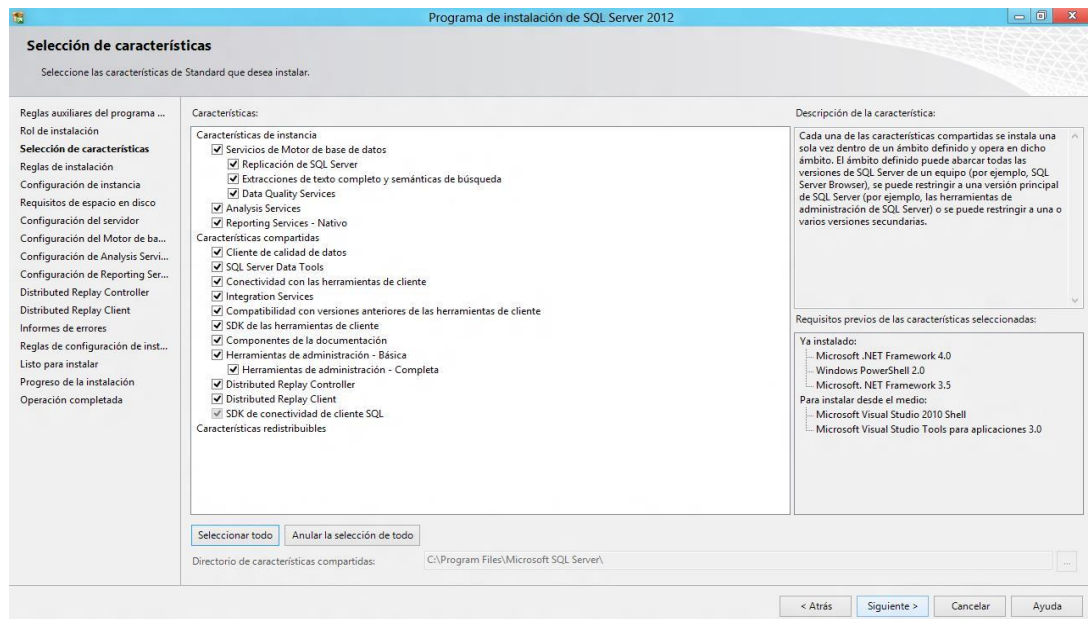 Programa de instalación de SQL Server 2012
Selección de características
Seleccione las características de Standard que desea instalar.
Reglas auxiliares del programa ...
Rol de instalación
Selección de características
Reglas de instalación
Configuración de instancia
Requisitos de espacio en disco
Configuración del servidor
Configuración del Motor de ba...
Configuración de Analysis Servi...
Configuración de Reporting Ser...
Distributed Replay Controller
Distributed Replay Client
Informes de errores
Reglas de configuración de inst...
Listo para instalar
Progreso de la instalación
Operación completada
Características:
Características de instancia
Servicios de Motor de base de datos
Replicación de SQL Server
Extracciones de texto completo y semánticas de búsqueda
Data Quality Services
Analysis Services
Reporting Services - Nativo
Características compartidas
Cliente de calidad de datos
SQL Server Data Tools
Conectividad con las herramientas de cliente
Integration Services
Compatibilidad con versiones anteriores de las herramientas de cliente
SDK de las herramientas de cliente
Componentes de la documentación
Herramientas de administración - Básica
Herramientas de administración - Completa
Distributed Replay Controller
Distributed Replay Client
SDK de conectividad de cliente SQL
Características redistribuibles
Descripción de la característica:
Cada una de las características compartidas se instala una
sola vez dentro de un ámbito definido y opera en dicho
ámbito. El ámbito definido puede abarcar todas las
versiones de SQL Server de un equipo (por ejemplo, SQL
Server Browser), se puede restringir a una versión principal
de SQL Server (por ejemplo, las herramientas de
administración de SQL Server) o se puede restringir a una o
varios versiones secundarias.
Requisitos previos de las características seleccionadas:
Ya instalado:
Microsoft .NET Framework 4.0
Windows PowerShell 2.0
Microsoft. NET Framework 3.5
Para instalar desde el medio:
Microsoft Visual Studio 2010 Shell
Microsoft Visual Studio Tools para aplicaciones 3.0
Seleccionar todo
Anular la selección de todo
Directorio de características compartidas:
C:\Program Files\Microsoft SQL Server\
...
< Atrás
Siguiente >
Cancelar
Ayuda